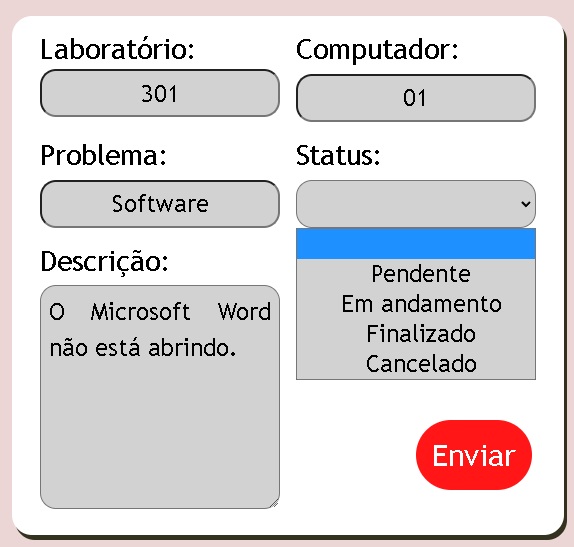 Laboratório:
301
Computador:
01
Problema:
Software
Status:
Pendente
Em andamento
Finalizado
Cancelado
Descrição:
O Microsoft Word
não está abrindo.
Enviar